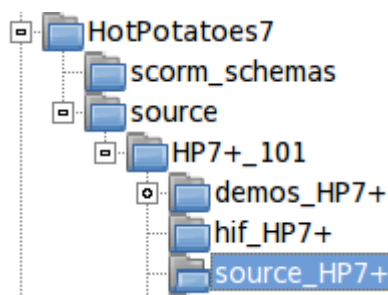 HotPotatoes7
scorm_schemas
source
HP7+_101
demos_HP7+
hif_HP7+
source_HP7+